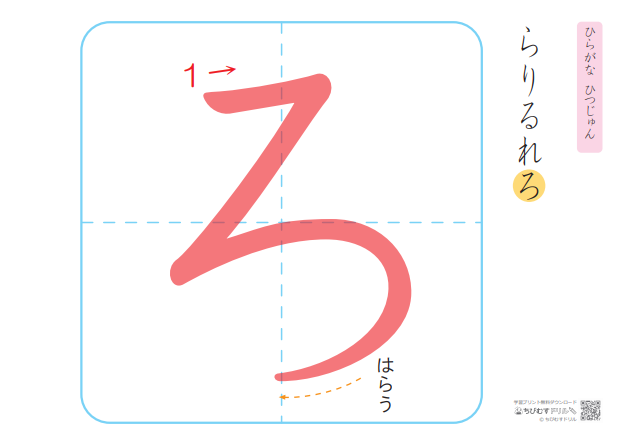 ひらがな ひつじゅん
らりるれろ
1
ろ
はらう
学習プリント無料ダウンロード
ちびむすドリル
© ちびむすドリル